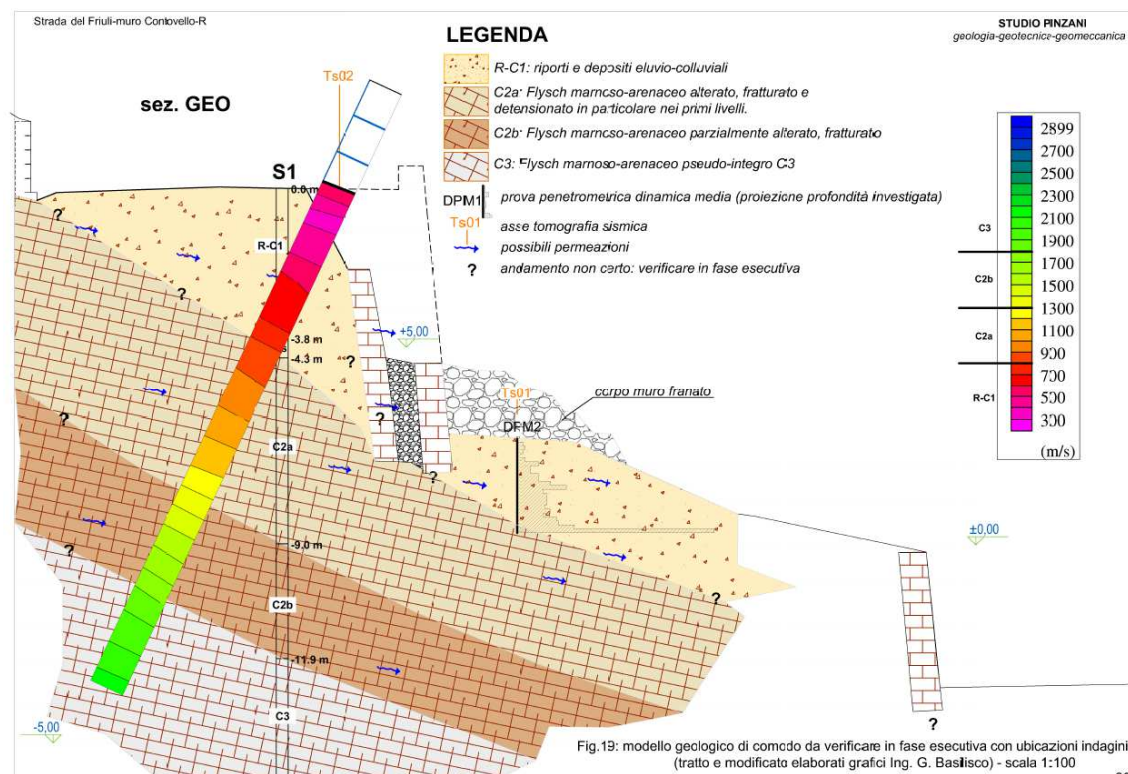 Strada del Friuli-muro Contovello-R
STUDIO PINZANI
geologia-geotecnica-geomeccanica
LEGENDA
R-C1: riporti e depositi eluvio-colluviali
C2a: Flysch marnoso-arenaceo alterato, fratturato e
detensionato in particolare nei primi livelli.
C2b: Flysch marnoso-arenaceo parzialmente alterato, fratturato
C3: Flysch marnoso-arenaceo pseudo-integro C3
DPM1
prova penetrometrica dinamica media (proiezione profondità investigata)
Ts01
asse tomografia sismica
possibili permeazioni
?
andamento non certo: verificare in fase esecutiva
sez. GEO
Ts02
S1
0.0 m
R-C1
-3.8 m
-4.3 m
C2a
-9.0 m
C2b
-11.9 m
C3
-5,00
+5,00
Ts01
DPM2
corpo muro franato
±0,00
?
?
?
?
?
?
?
?
?
?
2899
2700
2500
2300
2100
1900
1700
1500
1300
1100
900
700
500
300
(m/s)
C3
C2b
C2a
R-C1
Fig.19: modello geologico di comodo da verificare in fase esecutiva con ubicazioni indagini
(tratto e modificato elaborati grafici Ing. G. Basilisco) - scala 1:100